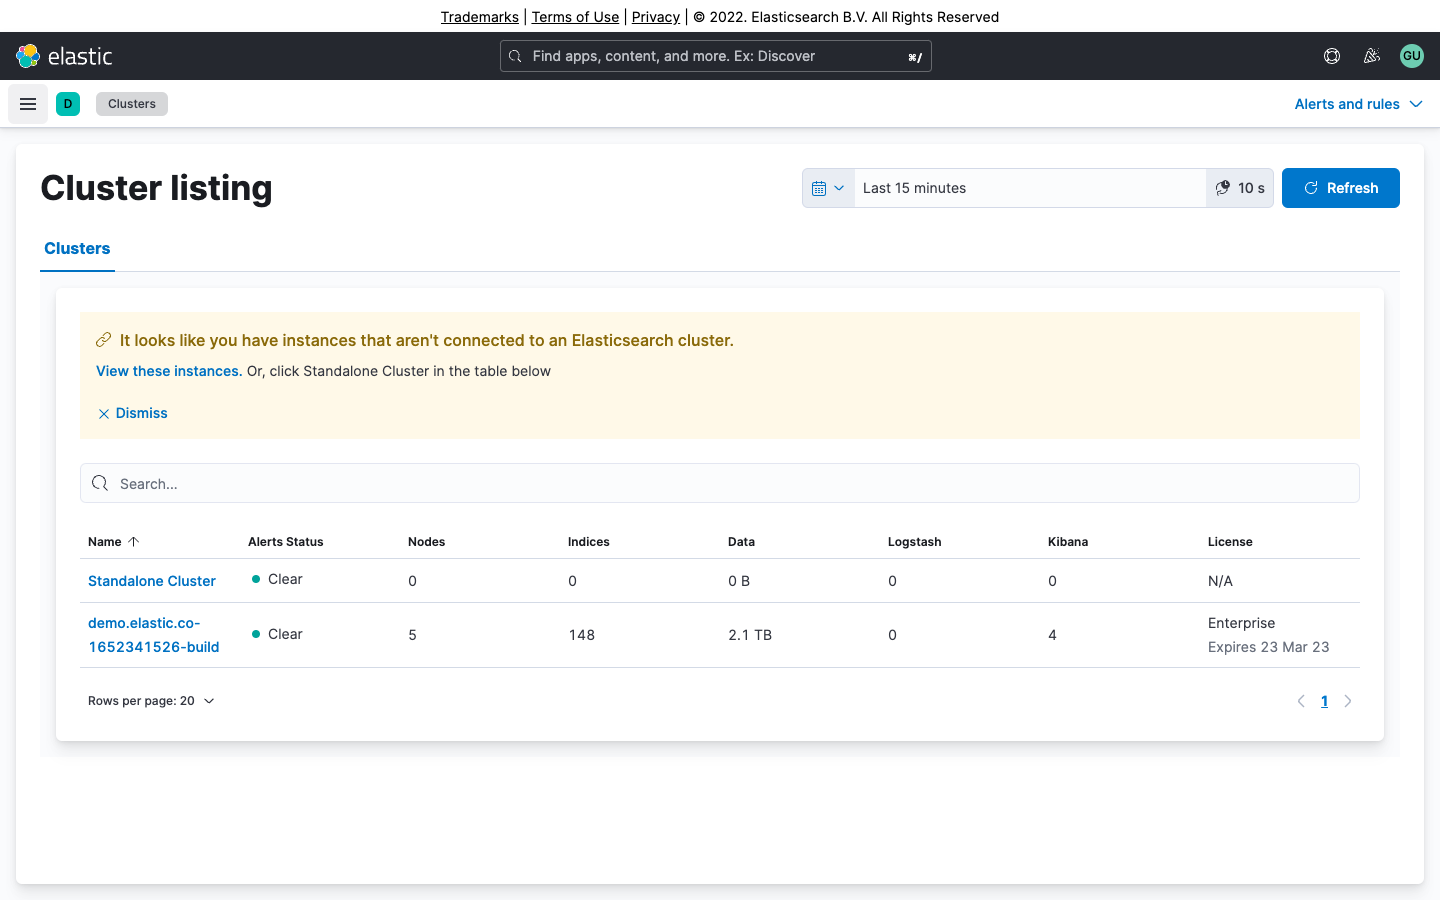 Trademarks | Terms of Use | Privacy | © 2022. Elasticsearch B.V. All Rights Reserved
elastic
Find apps, content, and more. Ex: Discover ⌘/
GU
D
Clusters
Alerts and rules
Cluster listing
Last 15 minutes
10 s
Refresh
Clusters
It looks like you have instances that aren't connected to an Elasticsearch cluster.
View these instances. Or, click Standalone Cluster in the table below
Dismiss
Search...
Name Alerts Status Nodes Indices Data Logstash Kibana License
Standalone Cluster Clear 0 0 0 B 0 0 N/A
demo.elastic.co-
1652341526-build
Clear 5 148 2.1 TB 0 4
Enterprise
Expires 23 Mar 23
Rows per page: 20
1